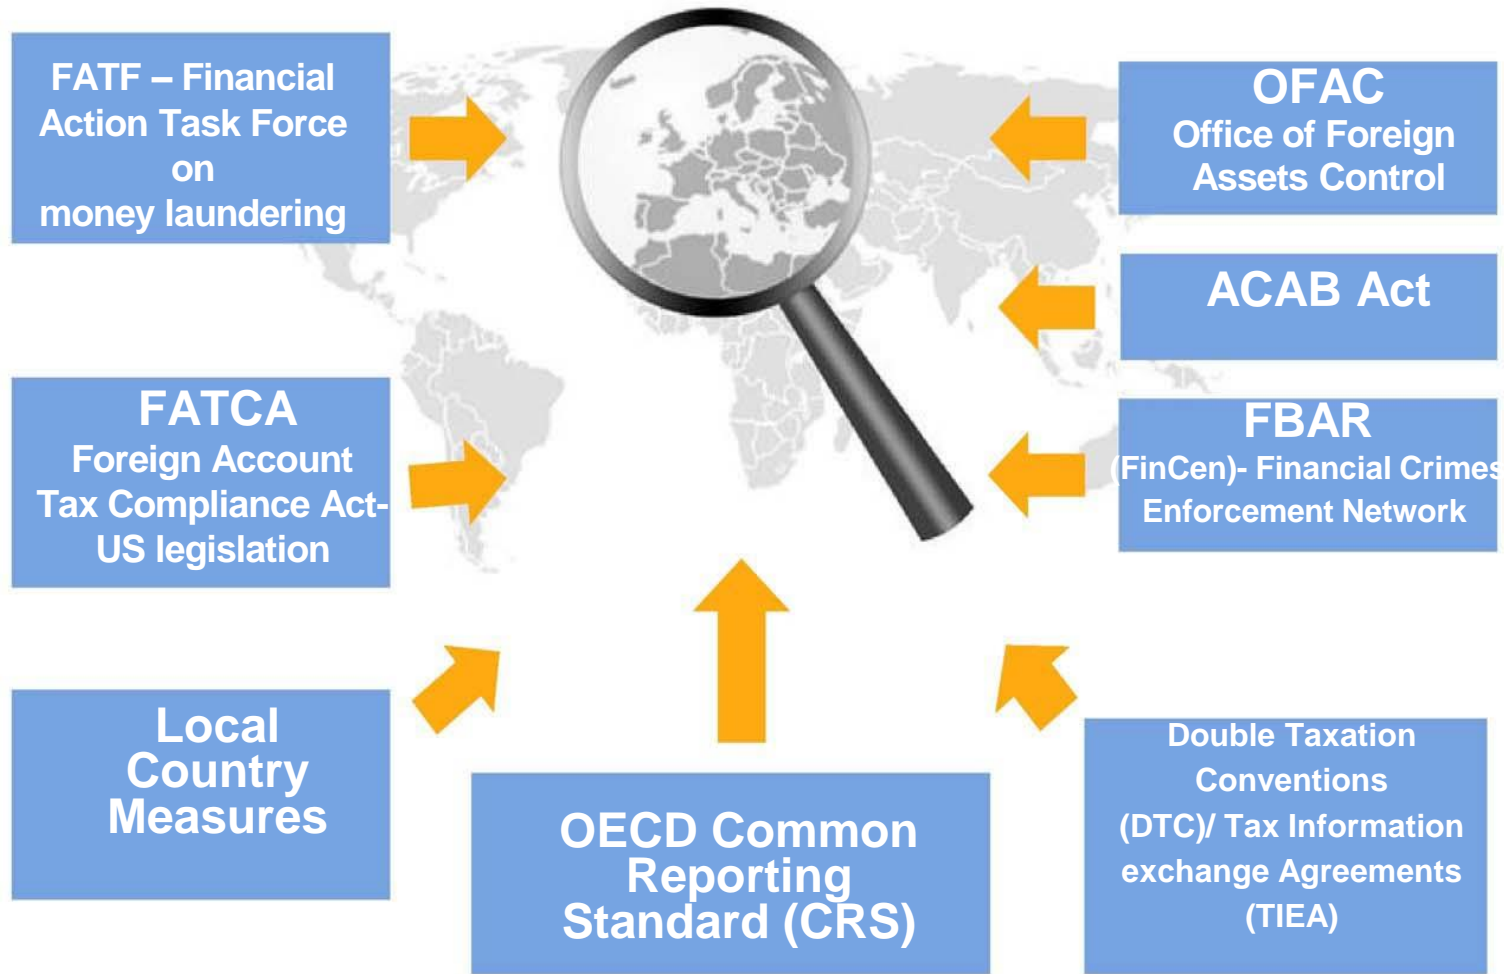 FATF – Financial
Action Task Force
on
money laundering
OFAC
Office of Foreign
Assets Control
ACAB Act
FATCA
Foreign Account
Tax Compliance Act-
US legislation
FBAR
(FinCen)- Financial Crimes
Enforcement Network
Local
Country
Measures
OECD Common
Reporting
Standard (CRS)
Double Taxation
Conventions
(DTC)/ Tax Information
exchange Agreements
(TIEA)